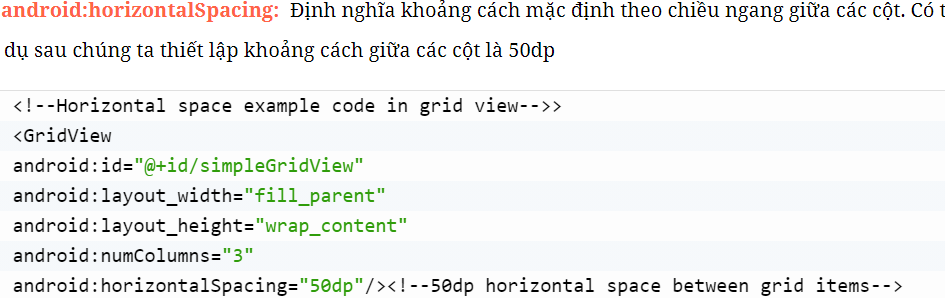 android:horizontalSpacing: Định nghĩa khoảng cách mặc định theo chiều ngang giữa các cột. Có
dụ sau chúng ta thiết lập khoảng cách giữa các cột là 50dp
<!--Horizontal space example code in grid view-->>
<GridView
android:id="@+id/simpleGridView"
android:layout_width="fill_parent"
android:layout_height="wrap_content"
android:numColumns="3"
android:horizontalSpacing="50dp"/><!--50dp horizontal space between grid items-->